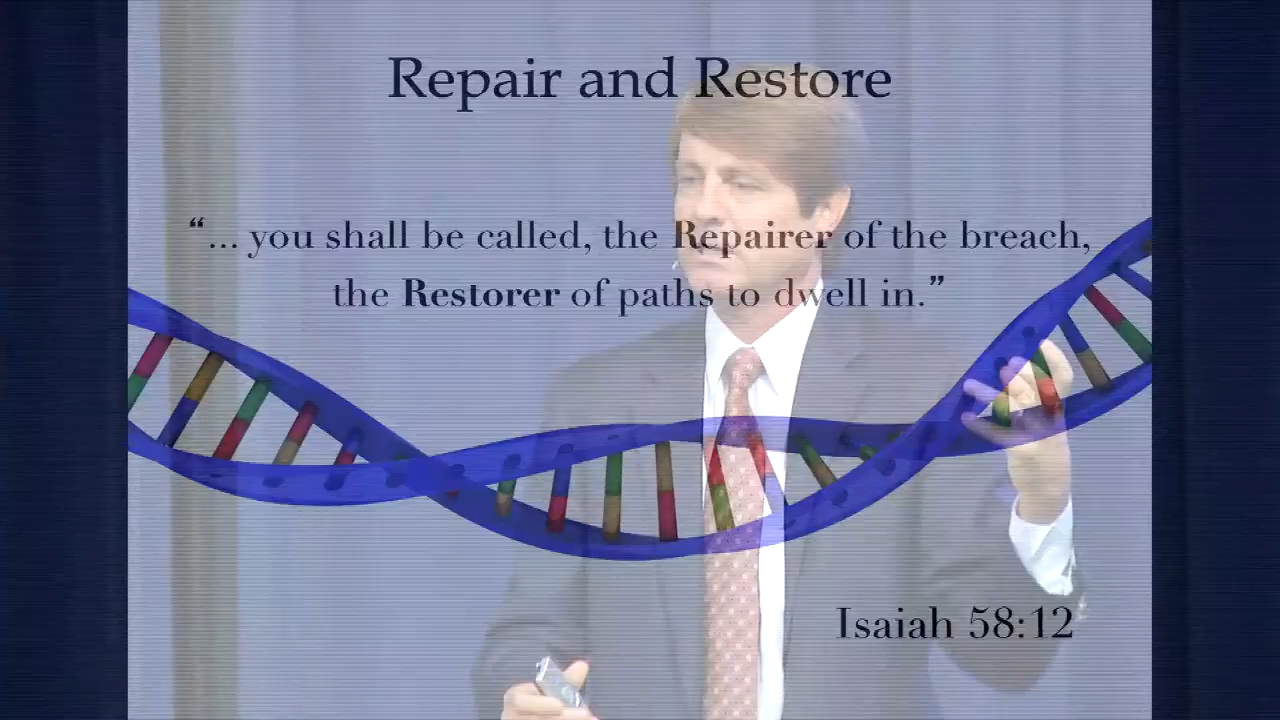 Repair and Restore
“... you shall be called, the Repairer of the breach,
the Restorer of paths to dwell in.”
Isaiah 58:12